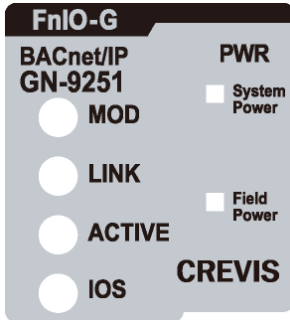 FnIO-G
BACnet/IP
GN-9251
MOD
LINK
ACTIVE
IOS
PWR
System
Power
Field
Power
CREVIS